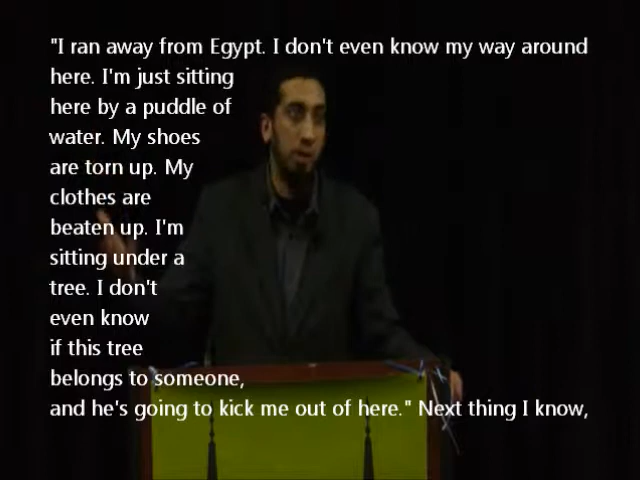 "I ran away from Egypt. I don't even know my way around
here. I'm just sitting
here by a puddle of
water. My shoes
are torn up. My
clothes are
beaten up. I'm
sitting under a
tree. I don't
even know
if this tree
belongs to someone,
and he's going to kick me out of here." Next thing I know,